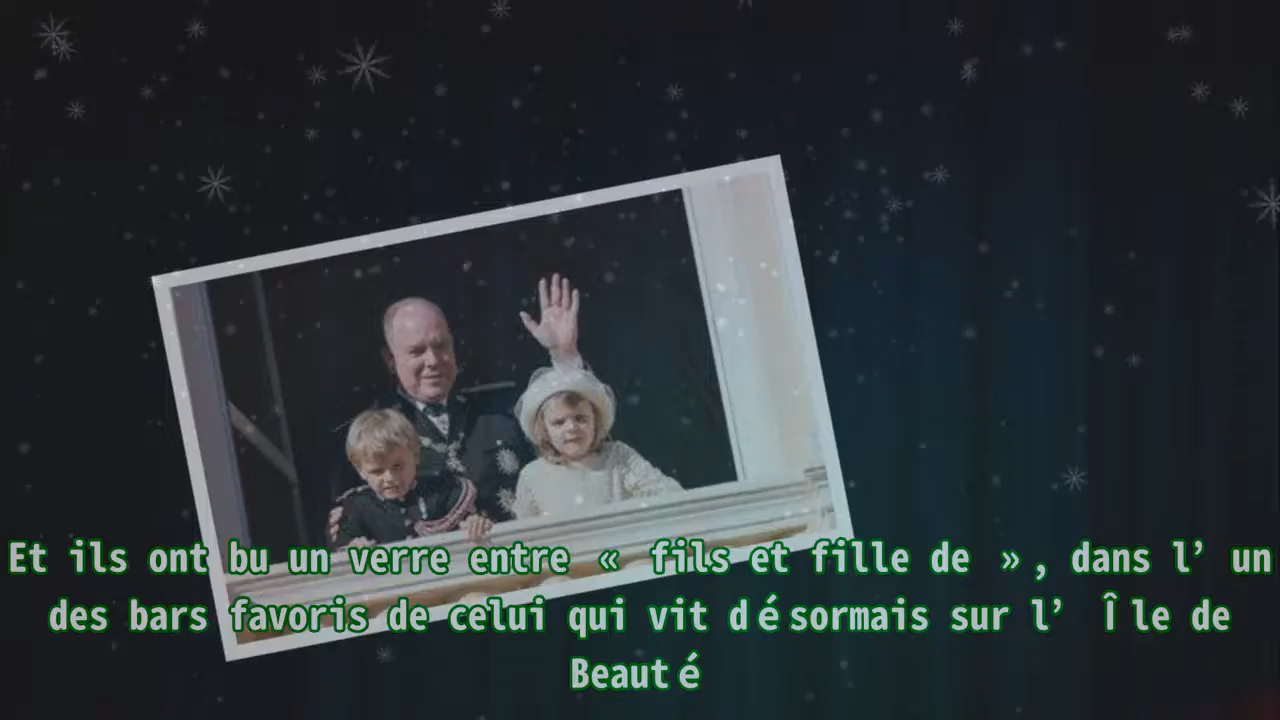 Et ils ont bu un verre entre « fils et fille de », dans l’ un
des bars favoris de celui qui vit désormais sur l’ Île de
Beauté